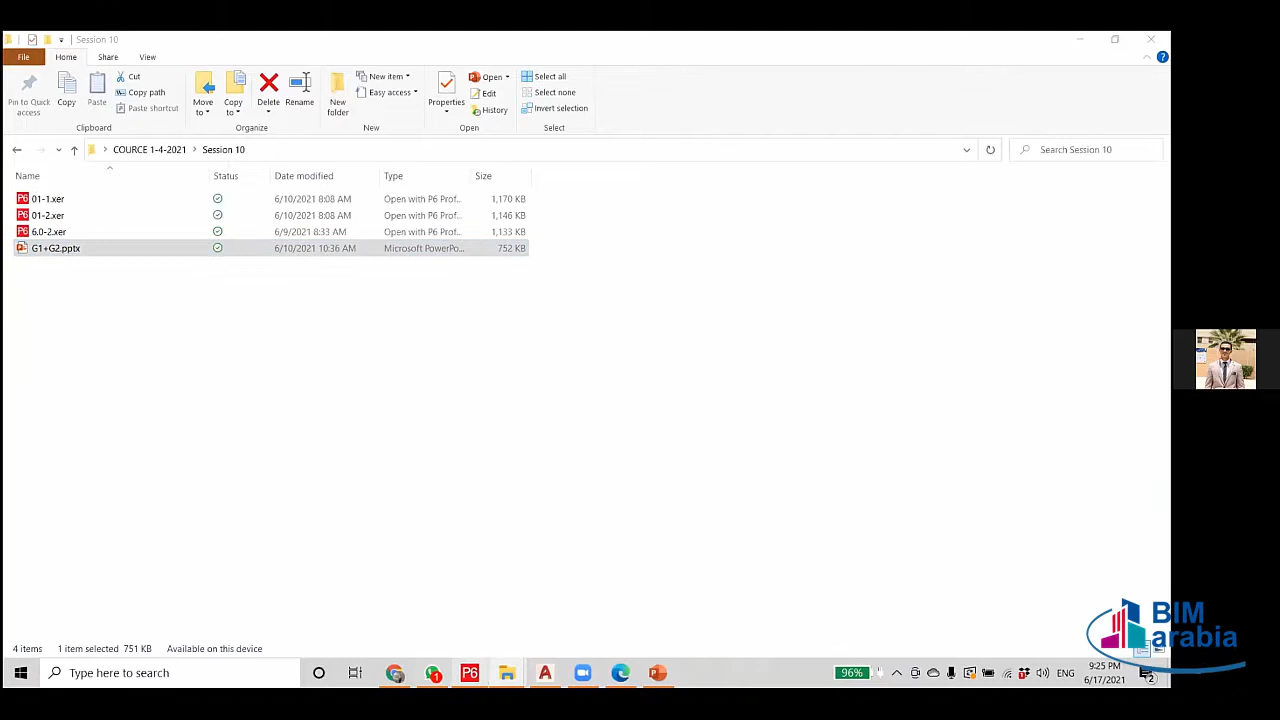 Session 10
File Home Share View
Pin to Quick access
Copy
Paste
Cut
Copy path
Paste shortcut
Clipboard
Move to
Copy to
Delete
Rename
Organize
New folder
New item
Easy access
New
Properties
Open
Edit
History
Open
Select all
Select none
Invert selection
Select
COURCE 1-4-2021 > Session 10
Search Session 10
Name Status Date modified Type Size
P6 01-1.xer 6/10/2021 8:08 AM Open with P6 Prof... 1,170 KB
P6 01-2.xer 6/10/2021 8:08 AM Open with P6 Prof... 1,146 KB
P6 6.0-2.xer 6/9/2021 8:33 AM Open with P6 Prof... 1,133 KB
G1+G2.pptx 6/10/2021 10:36 AM Microsoft PowerPo... 752 KB
BIM
arabia
4 items 1 item selected 751 KB Available on this device
Type here to search
1
P6
A
96%
ENG
9:25 PM
6/17/2021
2